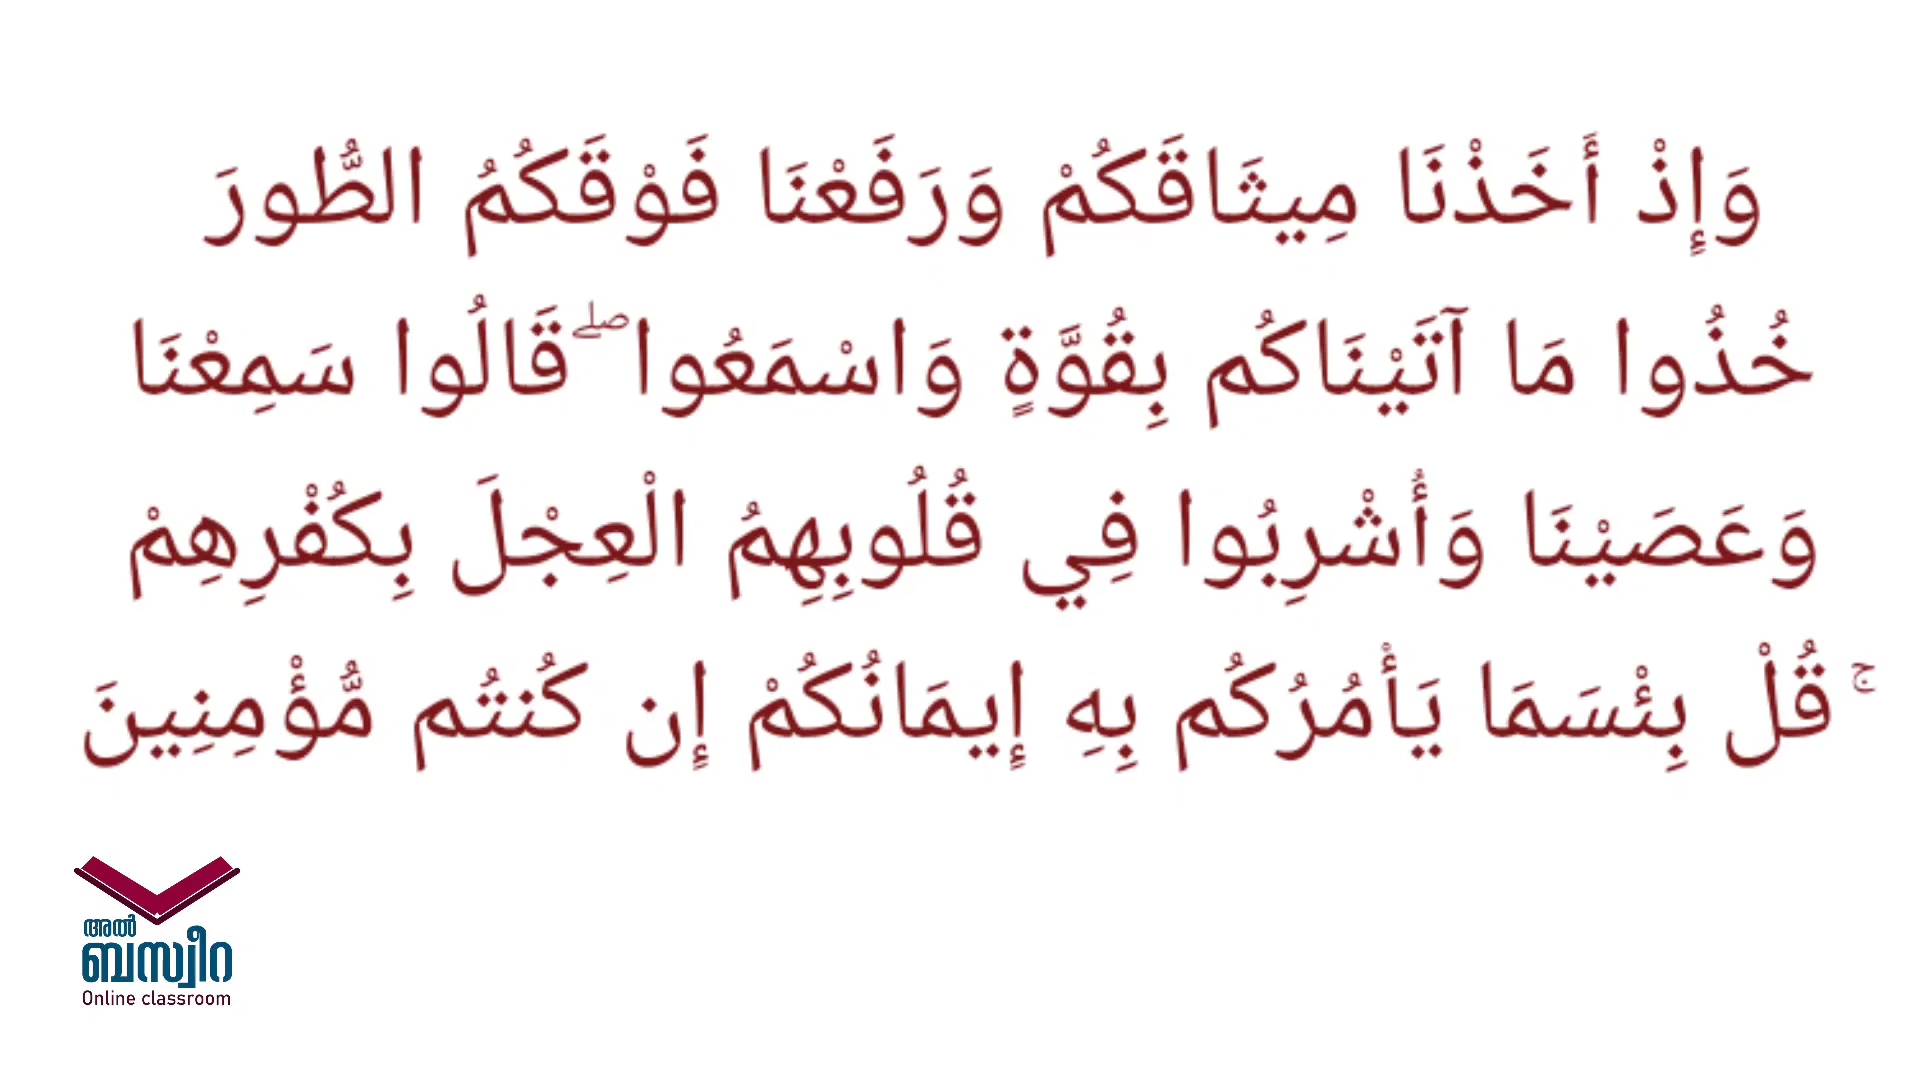 وَإِذْ أَخَذْنَا مِيثَاقَكُمْ وَرَفَعْنَا فَوْقَكُمُ الطُّورَ
خُذُوا مَا آتَيْنَاكُم بِقُوَّةٍ وَاسْمَعُوا ۖ قَالُوا سَمِعْنَا
وَعَصَيْنَا وَأُشْرِبُوا فِي قُلُوبِهِمُ الْعِجْلَ بِكُفْرِهِمْ
ۚ قُلْ بِئْسَمَا يَأْمُرُكُم بِهِ إِيمَانُكُمْ إِن كُنتُم مُّؤْمِنِينَ
അൽ
ബസ്വീറ
Online classroom